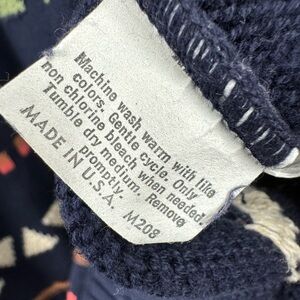 Machine wash warm with like
colors. Gentle cycle. Only
non chlorine bleach when needed.
Tumble dry medium. Remove
promptly.
MADE IN U.S.A. M208